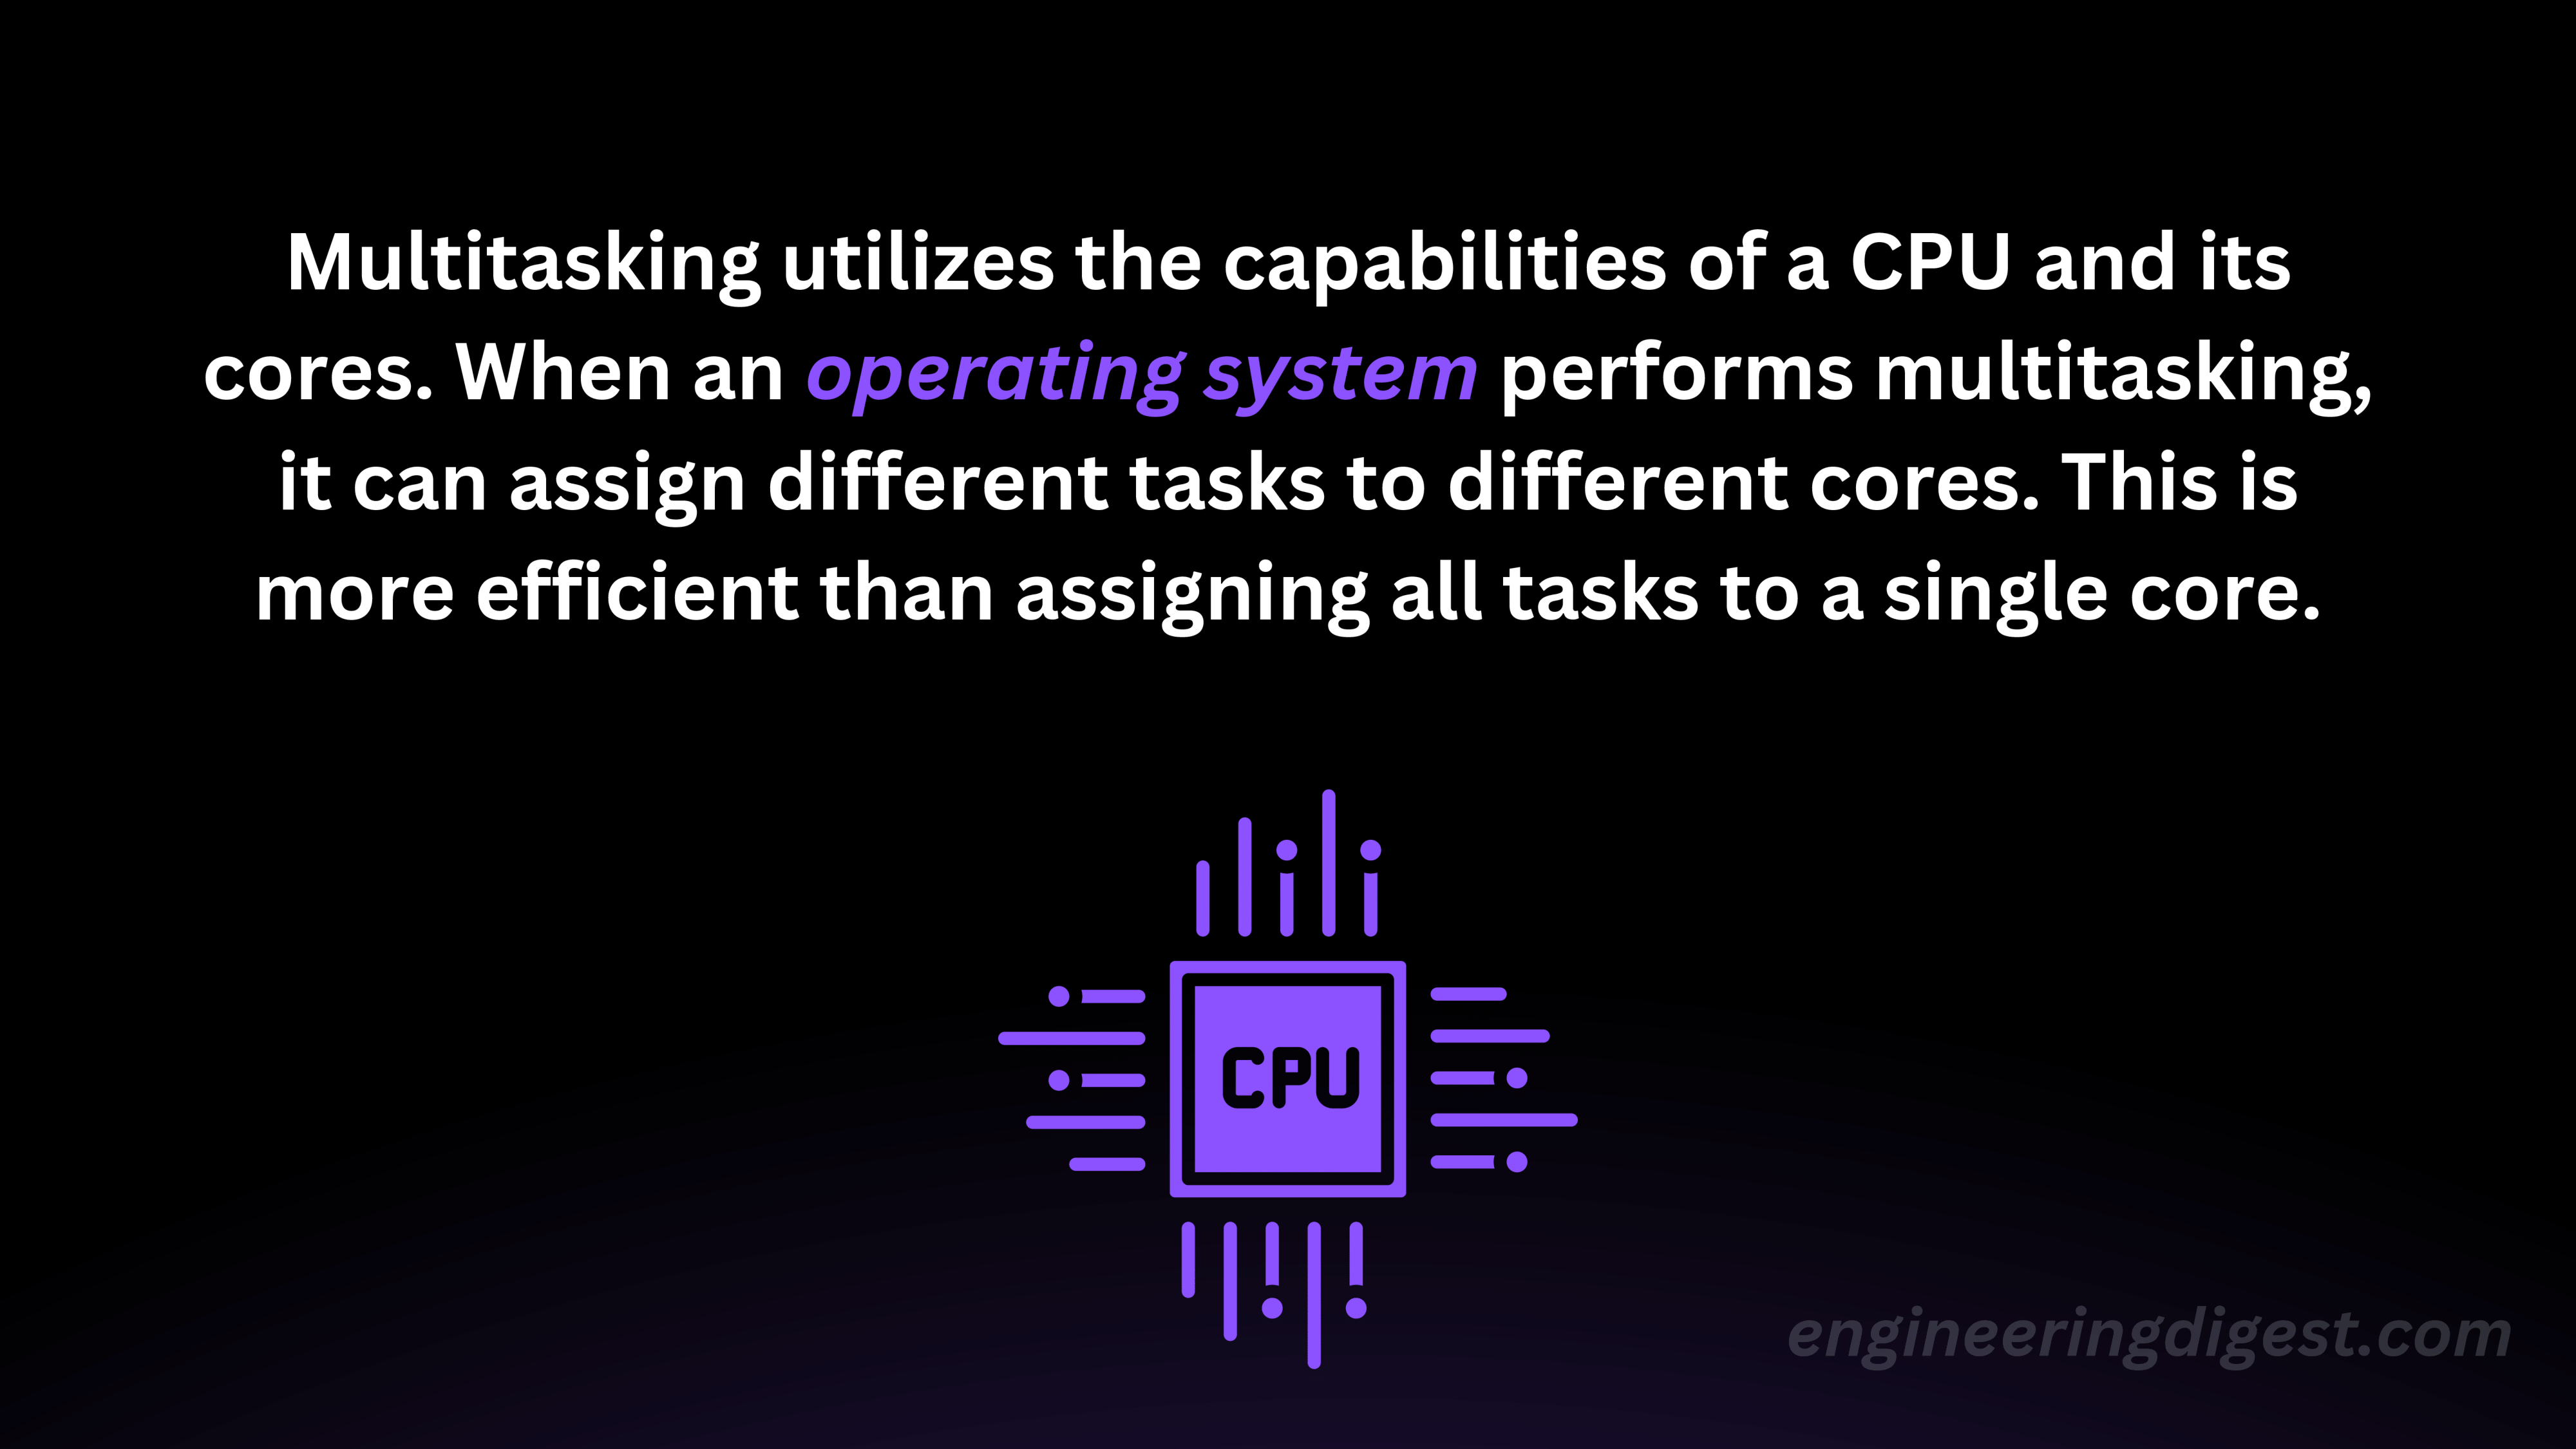 Multitasking utilizes the capabilities of a CPU and its
cores. When an operating system performs multitasking,
it can assign different tasks to different cores. This is
more efficient than assigning all tasks to a single core.
CPU
engineeringdigest.com